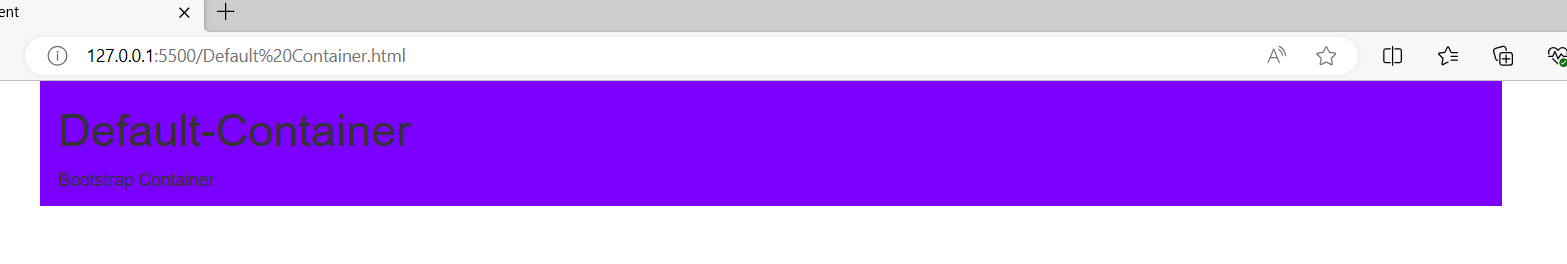 ent
127.0.0.1:5500/Default%20Container.html
Default-Container
Bootstrap Container